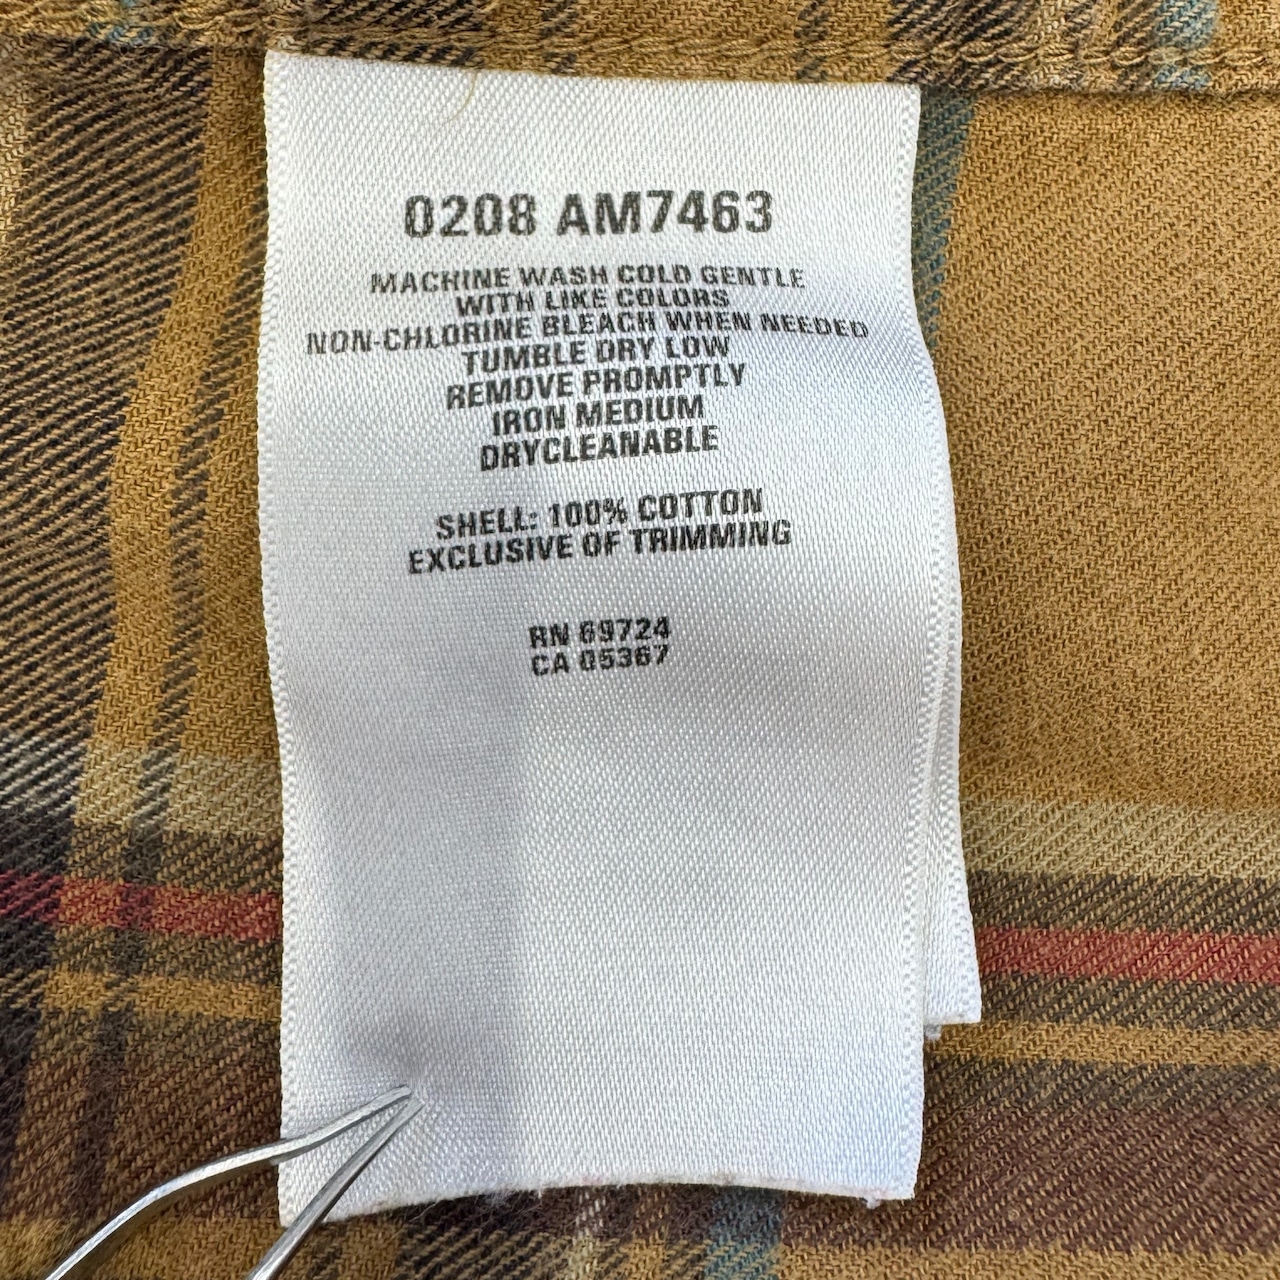 0208 AM7463
MACHINE WASH COLD GENTLE
WITH LIKE COLORS
NON-CHLORINE BLEACH WHEN NEEDED
TUMBLE DRY LOW
REMOVE PROMPTLY
IRON MEDIUM
DRYCLEANABLE
SHELL: 100% COTTON
EXCLUSIVE OF TRIMMING
RN 69724
CA 05367